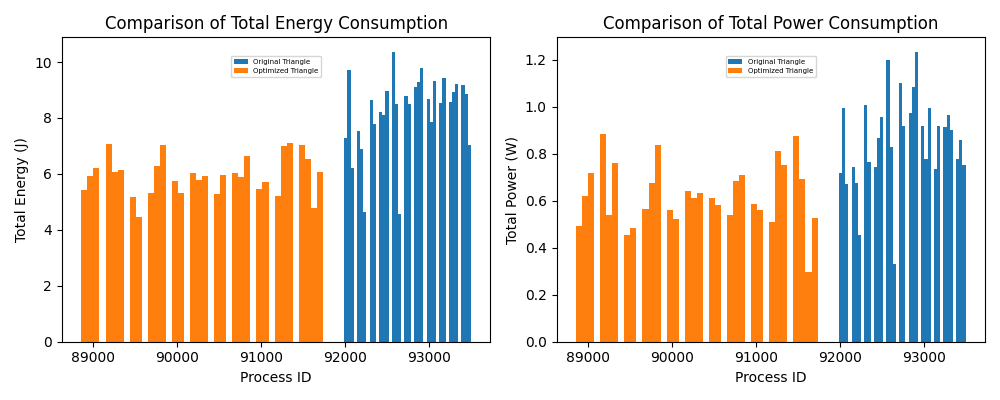 Comparison of Total Energy Consumption
Total Energy (J)
10
8
6
4
2
0
Original Triangle
Optimized Triangle
89000 90000 91000 92000 93000
Process ID
Comparison of Total Power Consumption
Total Power (W)
1.2
1.0
0.8
0.6
0.4
0.2
0.0
Original Triangle
Optimized Triangle
89000 90000 91000 92000 93000
Process ID